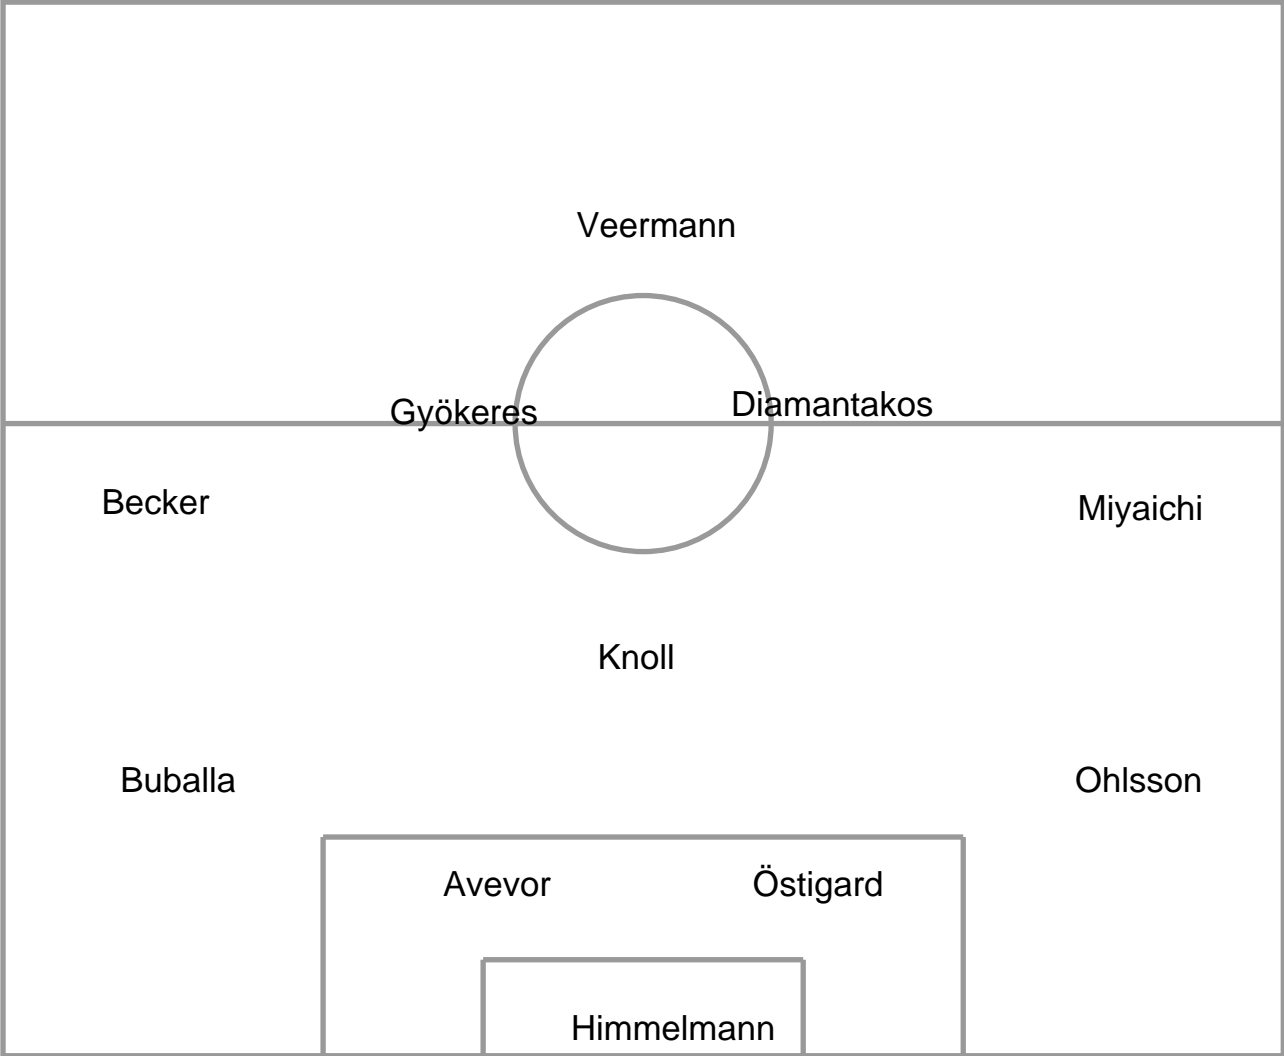 Veermann
Gyökeres
Diamantakos
Becker
Miyaichi
Knoll
Buballa
Ohlsson
Avevor
Östigard
Himmelmann